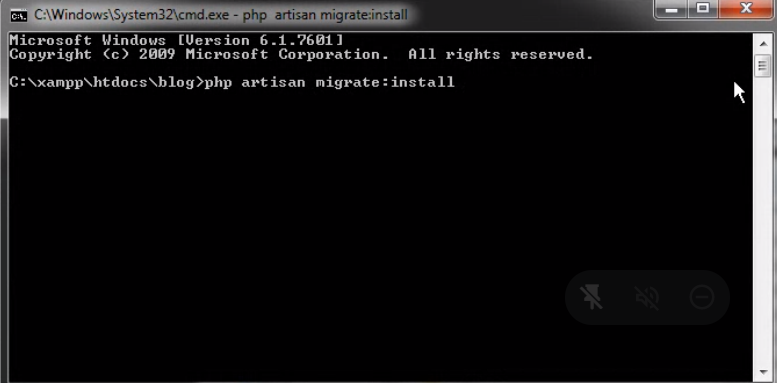 C:\Windows\System32\cmd.exe - php  artisan migrate:install
Microsoft Windows [Version 6.1.7601]
Copyright (c) 2009 Microsoft Corporation.  All rights reserved.
C:\xampp\htdocs\blog>php artisan migrate:install